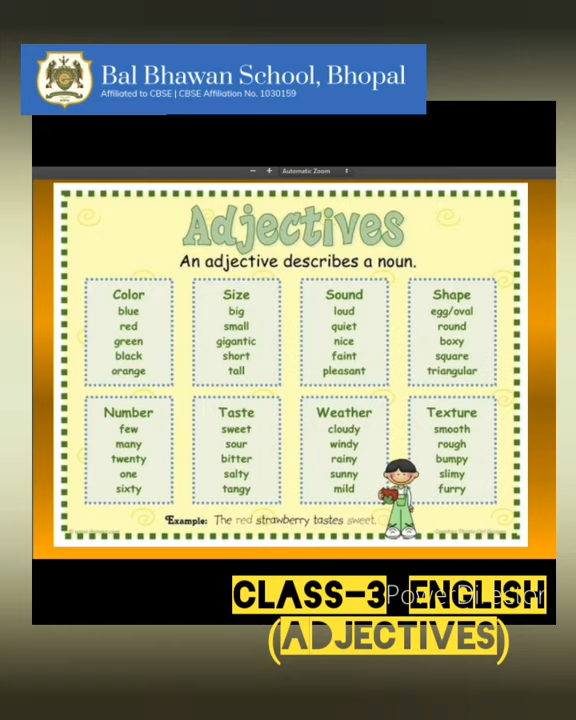 Bal Bhawan School, Bhopal
Affiliated to CBSE | CBSE Affiliation No. 1030159
− + Automatic Zoom
Adjectives
An adjective describes a noun.
Color
blue
red
green
black
orange
Size
big
small
gigantic
short
tall
Sound
loud
quiet
nice
faint
pleasant
Shape
egg/oval
round
boxy
square
triangular
Number
few
many
twenty
one
sixty
Taste
sweet
sour
bitter
salty
tangy
Weather
cloudy
windy
rainy
sunny
mild
Texture
smooth
rough
bumpy
slimy
furry
Example: The red strawberry tastes sweet.
CLASS-3 ENGLISH
PowerDirector
(ADJECTIVES)